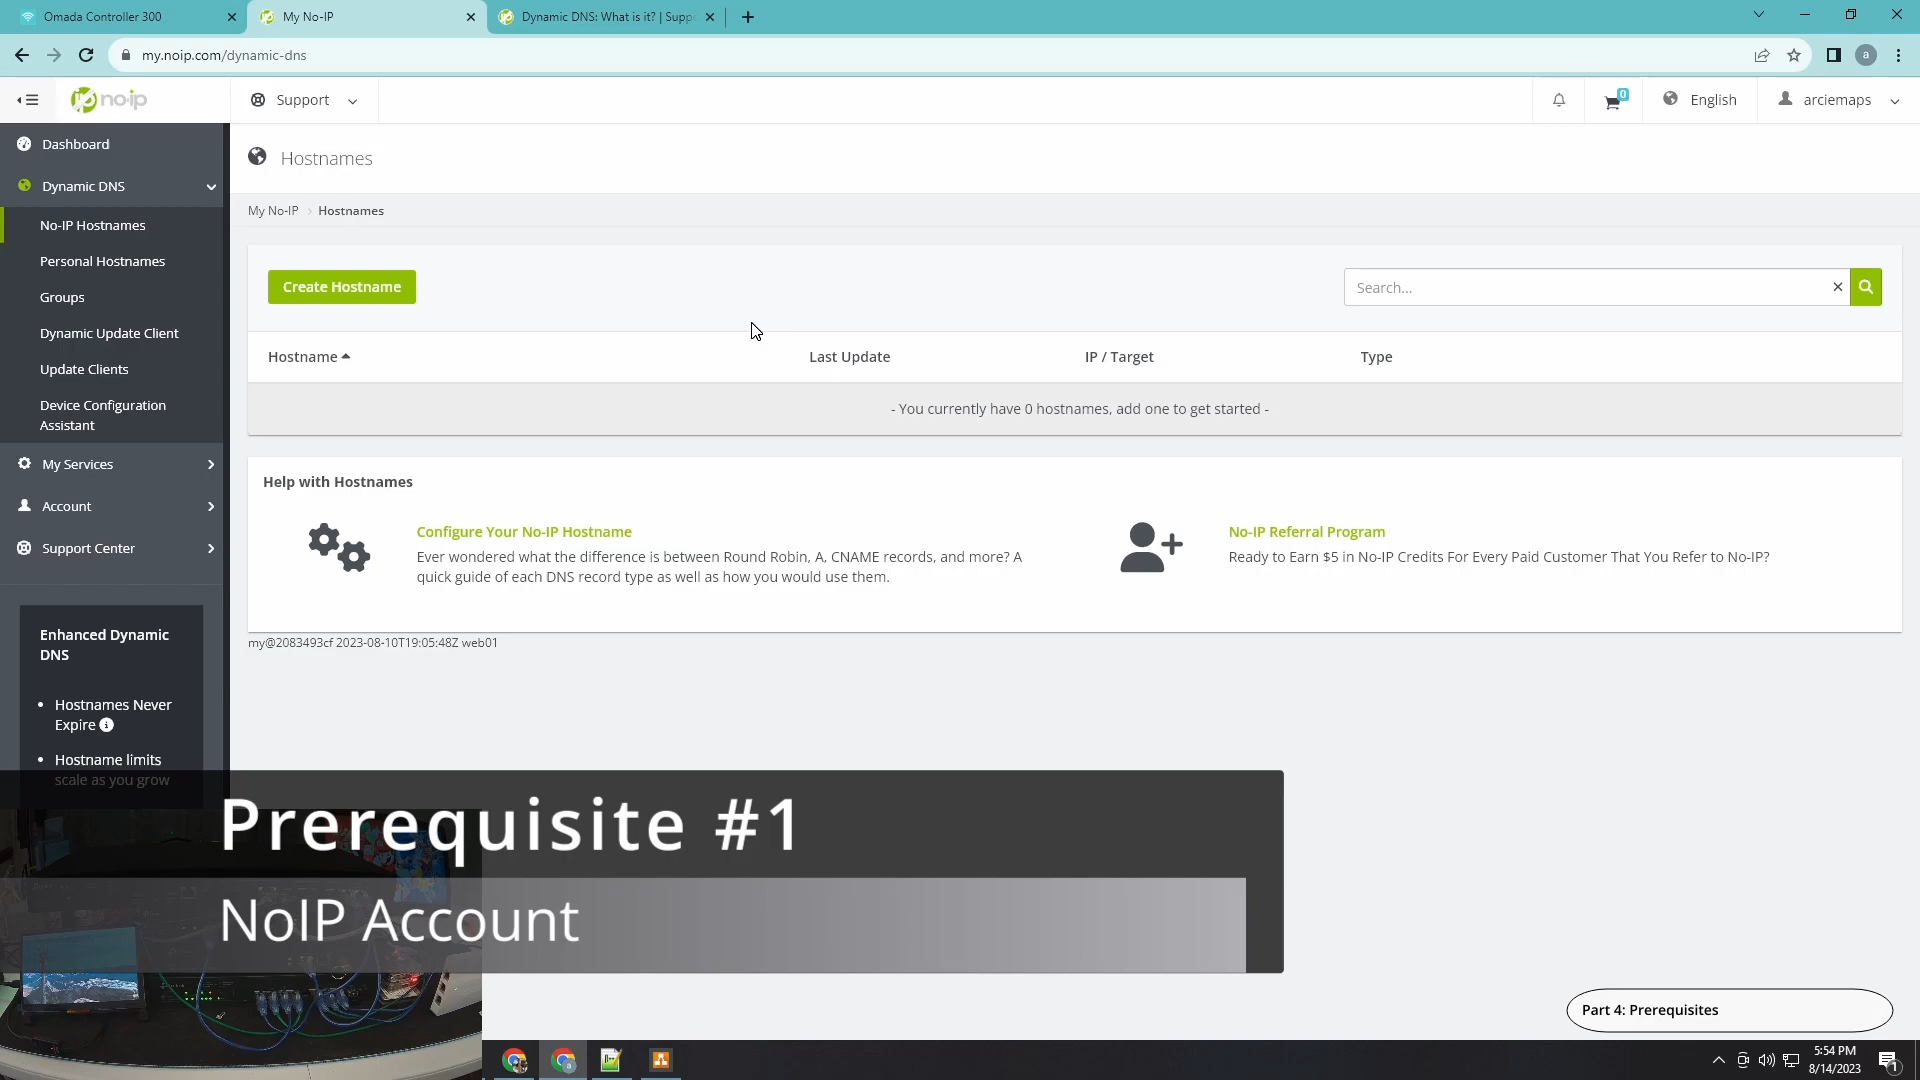 Omada Controller 300
My No-IP
Dynamic DNS: What is it? | Supp
my.noip.com/dynamic-dns
a
no-ip
Support
0
English
arciemaps
Dashboard
Dynamic DNS
No-IP Hostnames
Personal Hostnames
Groups
Dynamic Update Client
Update Clients
Device Configuration
Assistant
My Services
Account
Support Center
Enhanced Dynamic
DNS
• Hostnames Never
Expire
• Hostname limits
scale as you grow
Hostnames
My No-IP > Hostnames
Create Hostname
Search...
Hostname
Last Update
IP / Target
Type
- You currently have 0 hostnames, add one to get started -
Help with Hostnames
Configure Your No-IP Hostname
Ever wondered what the difference is between Round Robin, A, CNAME records, and more? A
quick guide of each DNS record type as well as how you would use them.
No-IP Referral Program
Ready to Earn $5 in No-IP Credits For Every Paid Customer That You Refer to No-IP?
my@2083493cf 2023-08-10T19:05:48Z web01
Prerequisite #1
NoIP Account
Part 4: Prerequisites
5:54 PM
8/14/2023
1